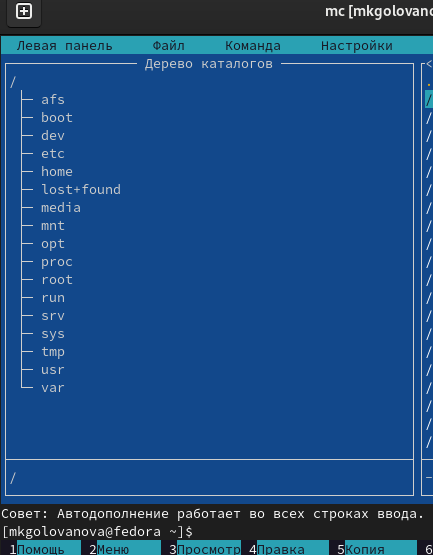 mc [mkgolovano
Левая панель Файл Команда Настройки
Дерево каталогов
/
afs
boot
dev
etc
home
lost+found
media
mnt
opt
proc
root
run
srv
sys
tmp
usr
var
/
Совет: Автодополнение работает во всех строках ввода.
[mkgolovanova@fedora ~]$
1Помощь 2Меню 3Просмотр 4Правка 5Копия 6